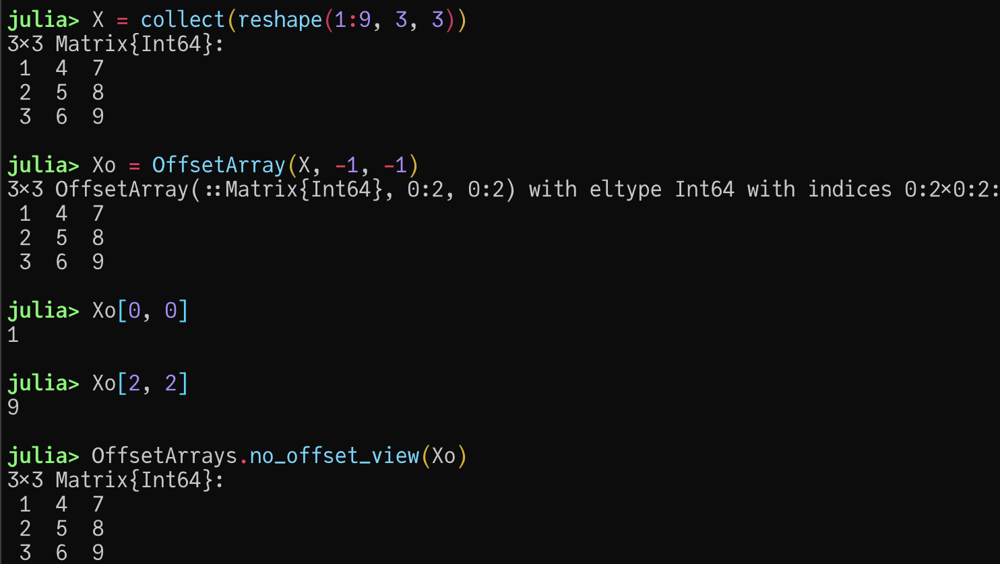 julia> X = collect(reshape(1:9, 3, 3))
3×3 Matrix{Int64}:
 1  4  7
 2  5  8
 3  6  9

julia> Xo = OffsetArray(X, -1, -1)
3×3 OffsetArray(::Matrix{Int64}, 0:2, 0:2) with eltype Int64 with indices 0:2×0:2:
 1  4  7
 2  5  8
 3  6  9

julia> Xo[0, 0]
1

julia> Xo[2, 2]
9

julia> OffsetArrays.no_offset_view(Xo)
3×3 Matrix{Int64}:
 1  4  7
 2  5  8
 3  6  9